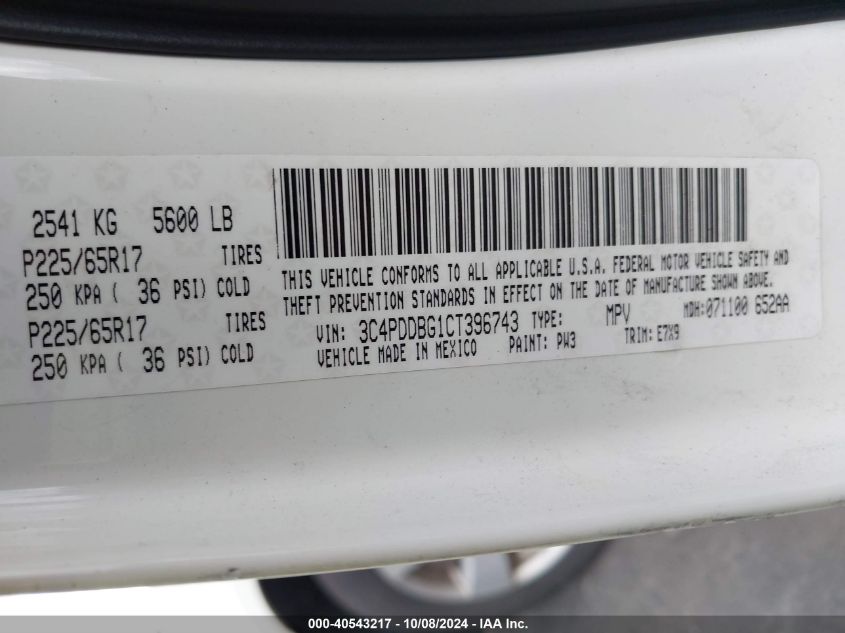 2541 KG 5600 LB
P225/65R17 TIRES
250 KPA ( 36 PSI) COLD
P225/65R17 TIRES
250 KPA ( 36 PSI) COLD
THIS VEHICLE CONFORMS TO ALL APPLICABLE U.S.A. FEDERAL MOTOR VEHICLE SAFETY AND
THEFT PREVENTION STANDARDS IN EFFECT ON THE DATE OF MANUFACTURE SHOWN ABOVE.
VIN: 3C4PDDBG1CT396743 TYPE: MPV MDH:071100 652AA
VEHICLE MADE IN MEXICO PAINT: PW3 TRIM: E7X9
000-40543217 - 10/08/2024 - IAA Inc.